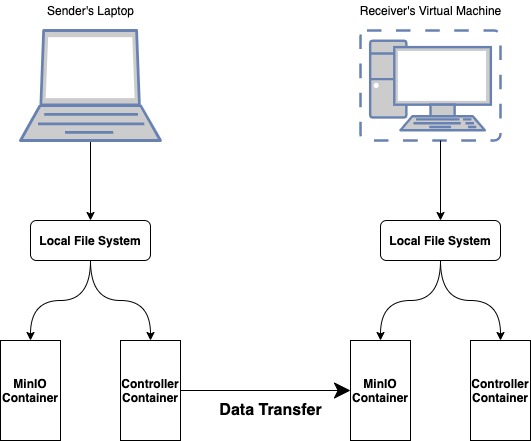 Sender's Laptop
Receiver's Virtual Machine
Local File System
Local File System
MinIO
Container
Controller
Container
MinIO
Container
Controller
Container
Data Transfer